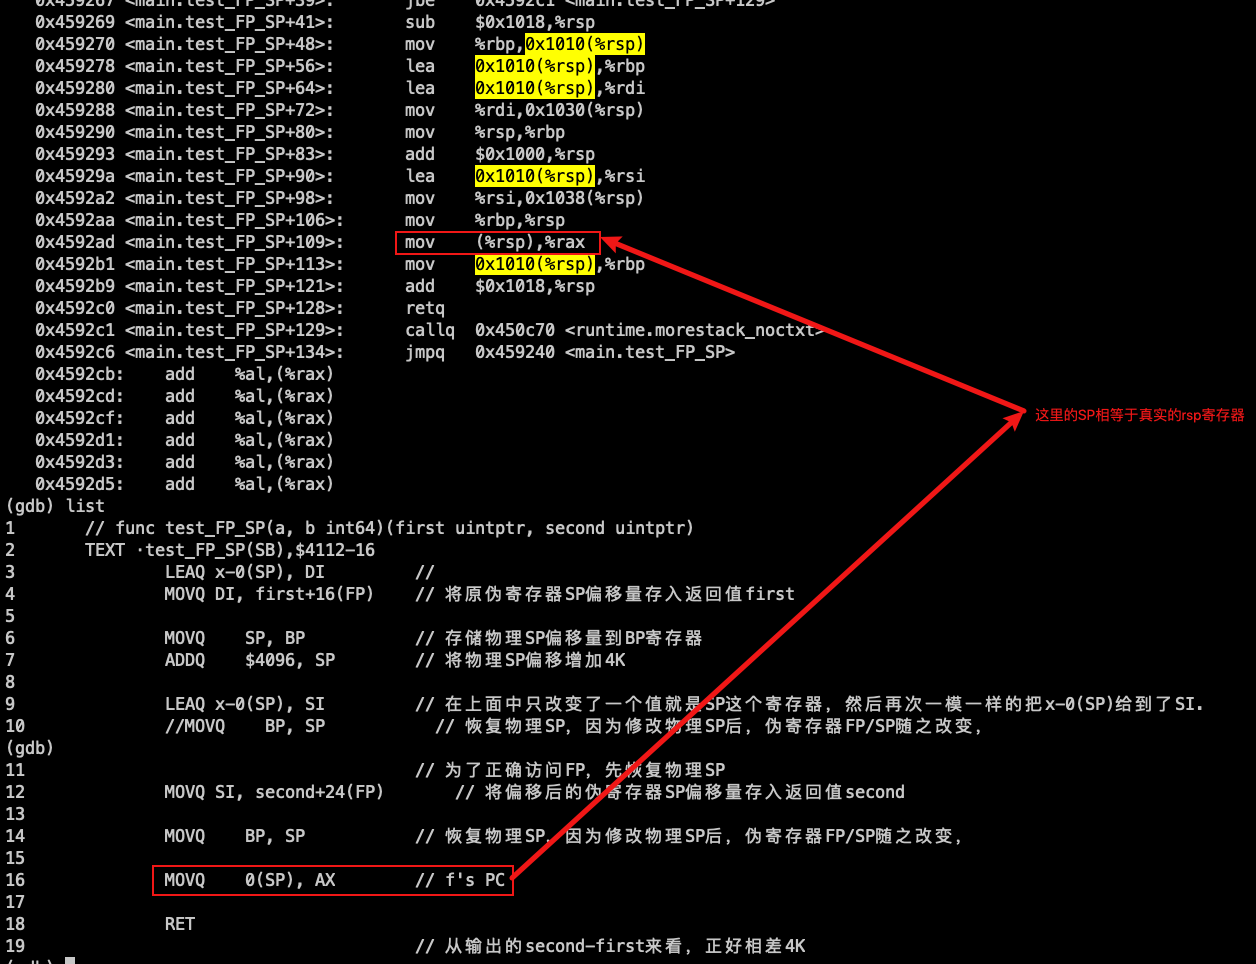 0x459267 <main.test_FP_SP+39>: jbe 0x4592c1 <main.test_FP_SP+129>
0x459269 <main.test_FP_SP+41>: sub $0x1018,%rsp
0x459270 <main.test_FP_SP+48>: mov %rbp,0x1010(%rsp)
0x459278 <main.test_FP_SP+56>: lea 0x1010(%rsp),%rbp
0x459280 <main.test_FP_SP+64>: lea 0x1010(%rsp),%rdi
0x459288 <main.test_FP_SP+72>: mov %rdi,0x1030(%rsp)
0x459290 <main.test_FP_SP+80>: mov %rsp,%rbp
0x459293 <main.test_FP_SP+83>: add $0x1000,%rsp
0x45929a <main.test_FP_SP+90>: lea 0x1010(%rsp),%rsi
0x4592a2 <main.test_FP_SP+98>: mov %rsi,0x1038(%rsp)
0x4592aa <main.test_FP_SP+106>: mov %rbp,%rsp
0x4592ad <main.test_FP_SP+109>: mov (%rsp),%rax
0x4592b1 <main.test_FP_SP+113>: mov 0x1010(%rsp),%rbp
0x4592b9 <main.test_FP_SP+121>: add $0x1018,%rsp
0x4592c0 <main.test_FP_SP+128>: retq
0x4592c1 <main.test_FP_SP+129>: callq 0x450c70 <runtime.morestack_noctxt>
0x4592c6 <main.test_FP_SP+134>: jmpq 0x459240 <main.test_FP_SP>
0x4592cb: add %al,(%rax)
0x4592cd: add %al,(%rax)
0x4592cf: add %al,(%rax)
这里的SP相等于真实的rsp寄存器
0x4592d1: add %al,(%rax)
0x4592d3: add %al,(%rax)
0x4592d5: add %al,(%rax)
(gdb) list
1 // func test_FP_SP(a, b int64)(first uintptr, second uintptr)
2 TEXT ·test_FP_SP(SB),$4112-16
3 LEAQ x-0(SP), DI //
4 MOVQ DI, first+16(FP) // 将原伪寄存器SP偏移量存入返回值first
5
6 MOVQ SP, BP // 存储物理SP偏移量到BP寄存器
7 ADDQ $4096, SP // 将物理SP偏移增加4K
8
9 LEAQ x-0(SP), SI // 在上面中只改变了一个值就是SP这个寄存器，然后再次一模一样的把x-0(SP)给到了SI.
10 //MOVQ BP, SP // 恢复物理SP，因为修改物理SP后，伪寄存器FP/SP随之改变，
(gdb)
11 // 为了正确访问FP，先恢复物理SP
12 MOVQ SI, second+24(FP) // 将偏移后的伪寄存器SP偏移量存入返回值second
13
14 MOVQ BP, SP // 恢复物理SP，因为修改物理SP后，伪寄存器FP/SP随之改变，
15
16 MOVQ 0(SP), AX // f's PC
17
18 RET
19 // 从输出的second-first来看，正好相差4K